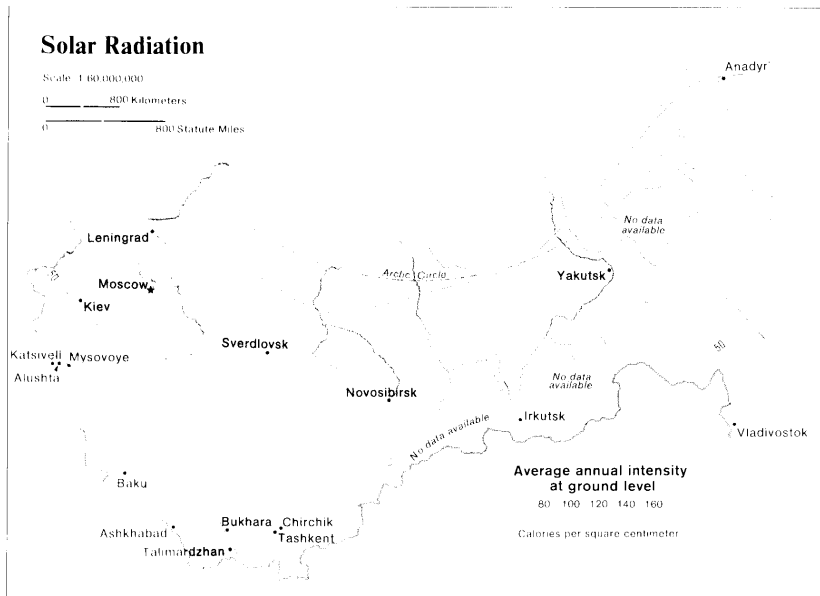 Solar Radiation
Scale 1:60,000,000
0 800 Kilometers
0 800 Statute Miles
Anadyr'
No data
available
Leningrad
Arctic Circle
Yakutsk
Moscow
Kiev
50
Sverdlovsk
Katsiveli Mysovoye
Alushta
No data
available
Novosibirsk
No data available
Irkutsk
Vladivostok
Average annual intensity
at ground level
80 100 120 140 160
Calories per square centimeter
Baku
Ashkhabad
Bukhara Chirchik
Tashkent
Talimardzhan